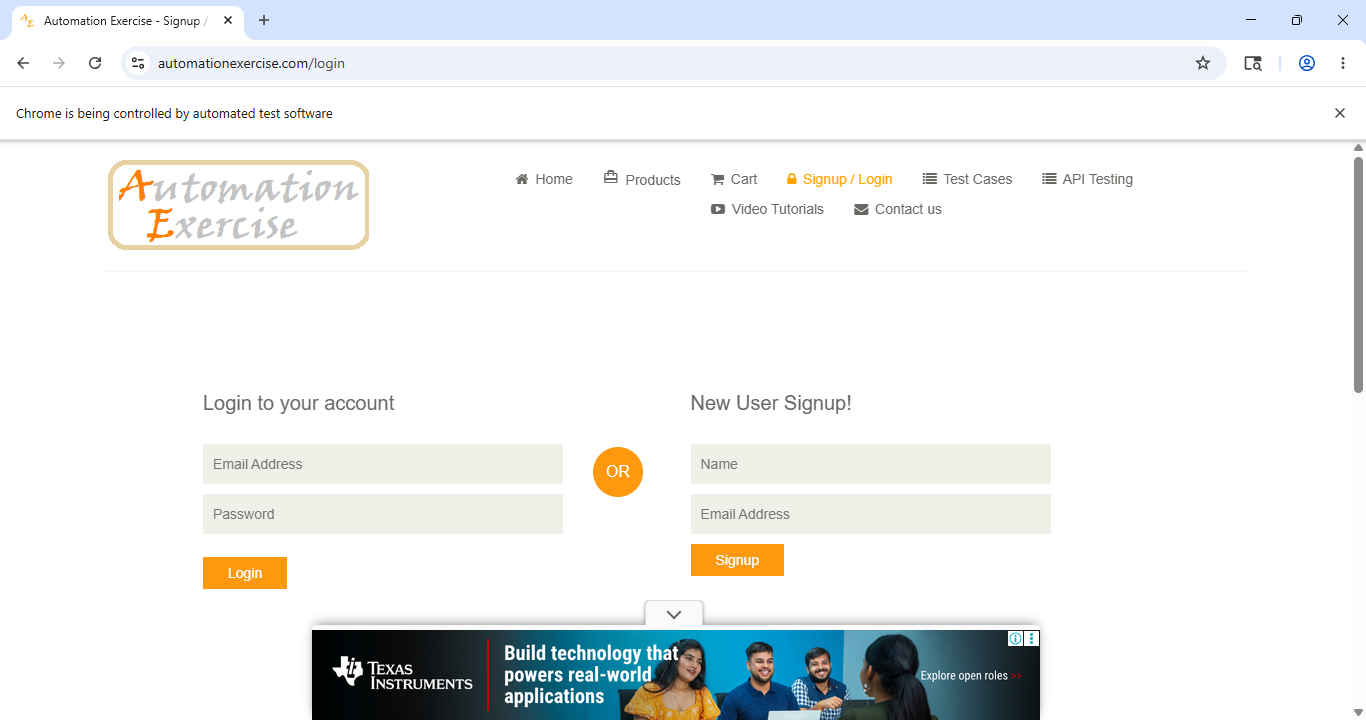 Automation Exercise - Signup /
automationexercise.com/login
Chrome is being controlled by automated test software
Automation
Exercise
Home
Products
Cart
Signup / Login
Test Cases
API Testing
Video Tutorials
Contact us
Login to your account
Email Address
Password
Login
OR
New User Signup!
Name
Email Address
Signup
TEXAS
INSTRUMENTS
Build technology that
powers real-world
applications
Explore open roles >>